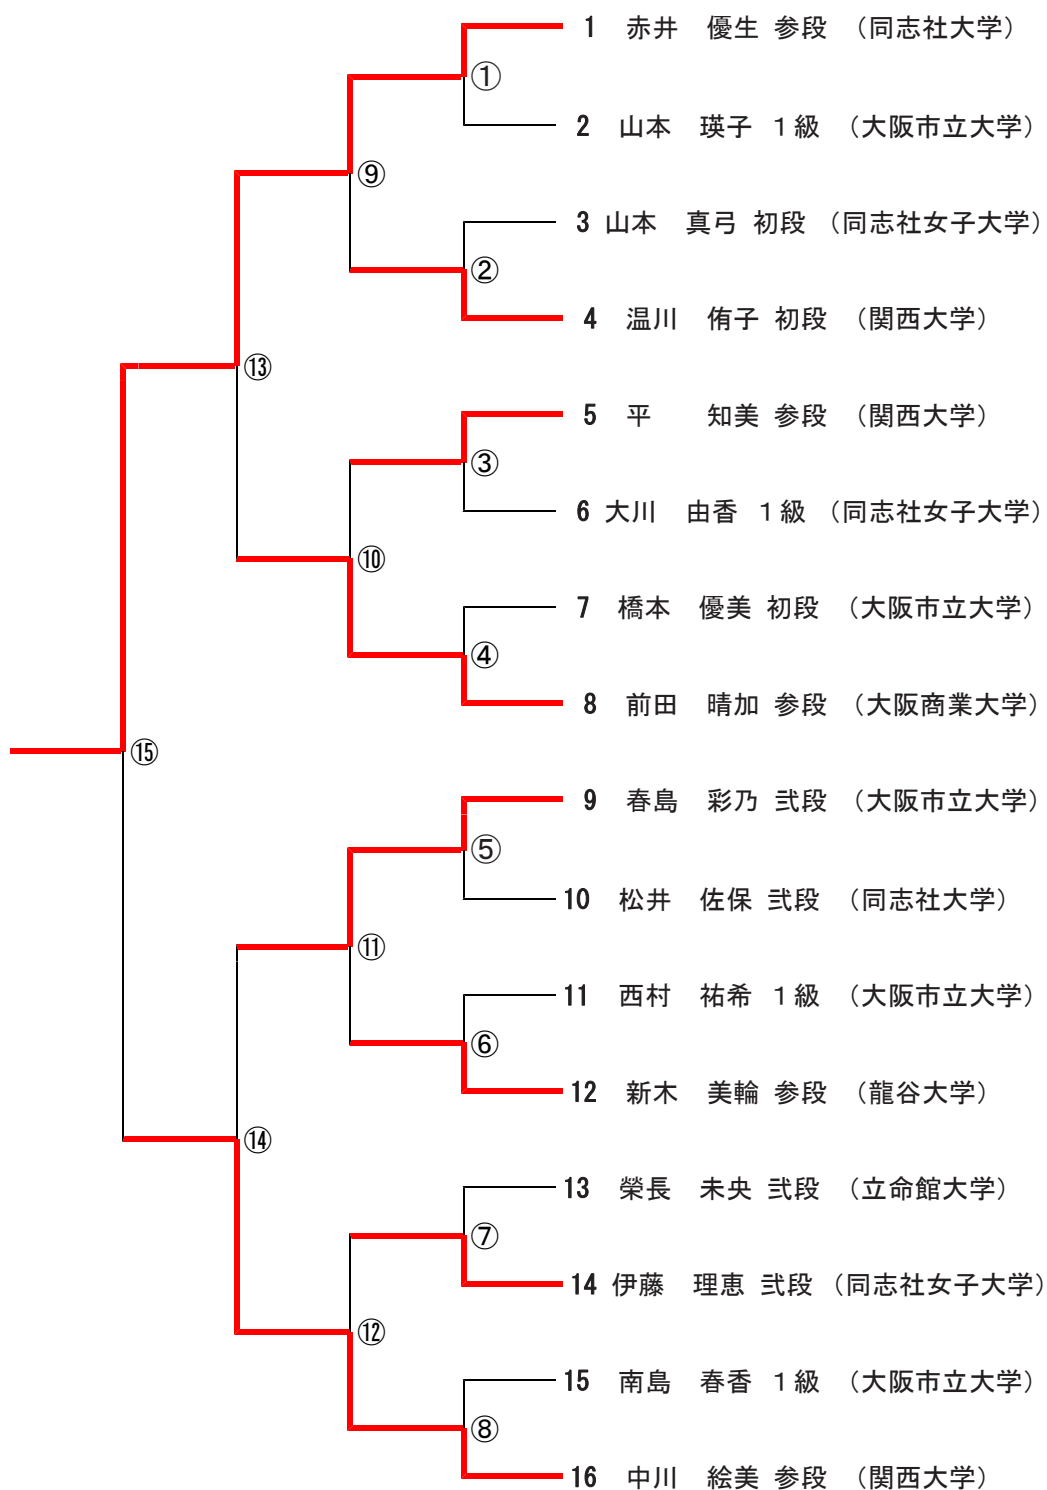 1 赤井 優生 参段 （同志社大学）
①
2 山本 瑛子 １級 （大阪市立大学）
⑨
3 山本 真弓 初段 （同志社女子大学）
②
4 温川 侑子 初段 （関西大学）
⑬
5 平 知美 参段 （関西大学）
③
6 大川 由香 １級 （同志社女子大学）
⑩
7 橋本 優美 初段 （大阪市立大学）
④
8 前田 晴加 参段 （大阪商業大学）
⑮
9 春島 彩乃 弐段 （大阪市立大学）
⑤
10 松井 佐保 弐段 （同志社大学）
⑪
11 西村 祐希 １級 （大阪市立大学）
⑥
12 新木 美輪 参段 （龍谷大学）
⑭
13 榮長 未央 弐段 （立命館大学）
⑦
14 伊藤 理恵 弐段 （同志社女子大学）
⑫
15 南島 春香 １級 （大阪市立大学）
⑧
16 中川 絵美 参段 （関西大学）